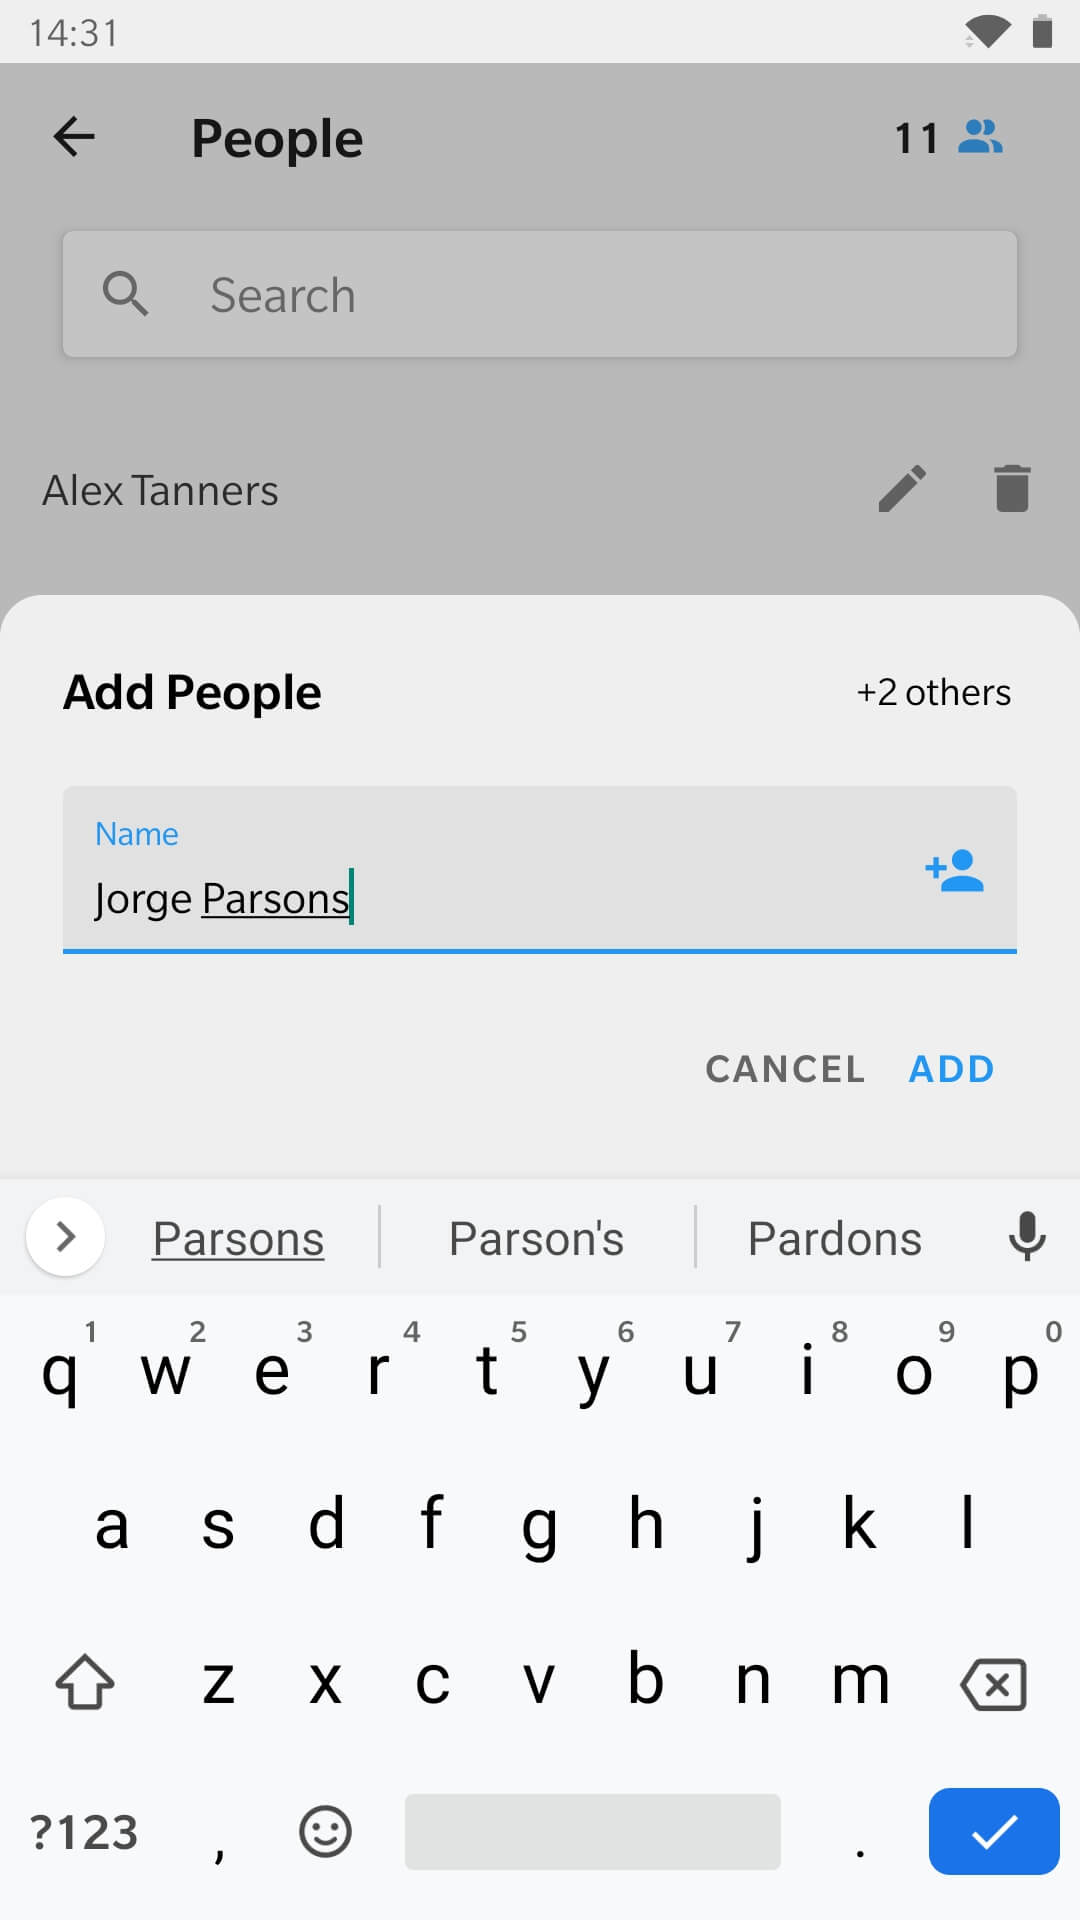 14:31
People
11
Search
Alex Tanners
Add People
+2 others
Name
Jorge Parsons
CANCEL ADD
Parsons Parson's Pardons
1 2 3 4 5 6 7 8 9 0
q w e r t y u i o p
a s d f g h j k l
z x c v b n m
?123 , .